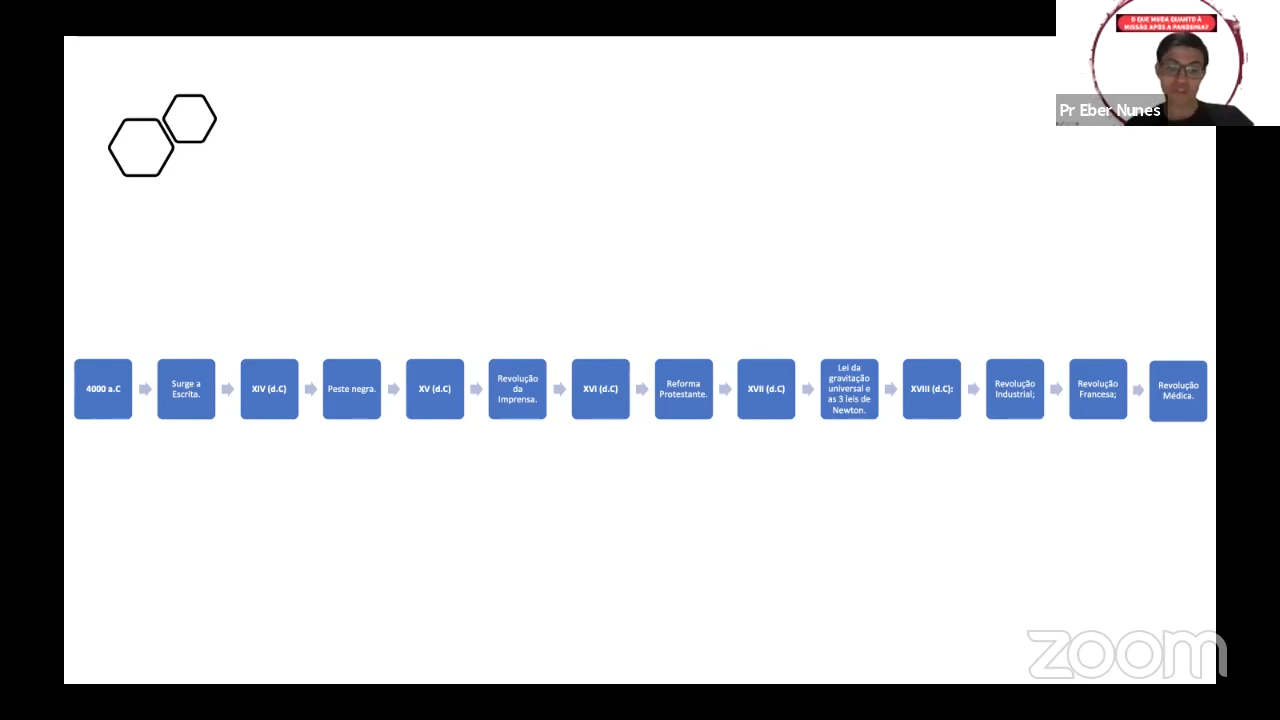 O QUE MUDA QUANTO À
MISSÃO APÓS A PANDEMIA?
Pr Eber Nunes
4000 a.C
Surge a
Escrita.
XIV (d.C)
Peste negra.
XV (d.C)
Revolução
da
Imprensa.
XVI (d.C)
Reforma
Protestante.
XVII (d.C)
Lei da
gravitação
universal e
as 3 leis de
Newton.
XVIII (d.C):
Revolução
Industrial;
Revolução
Francesa;
Revolução
Médica.
zoom